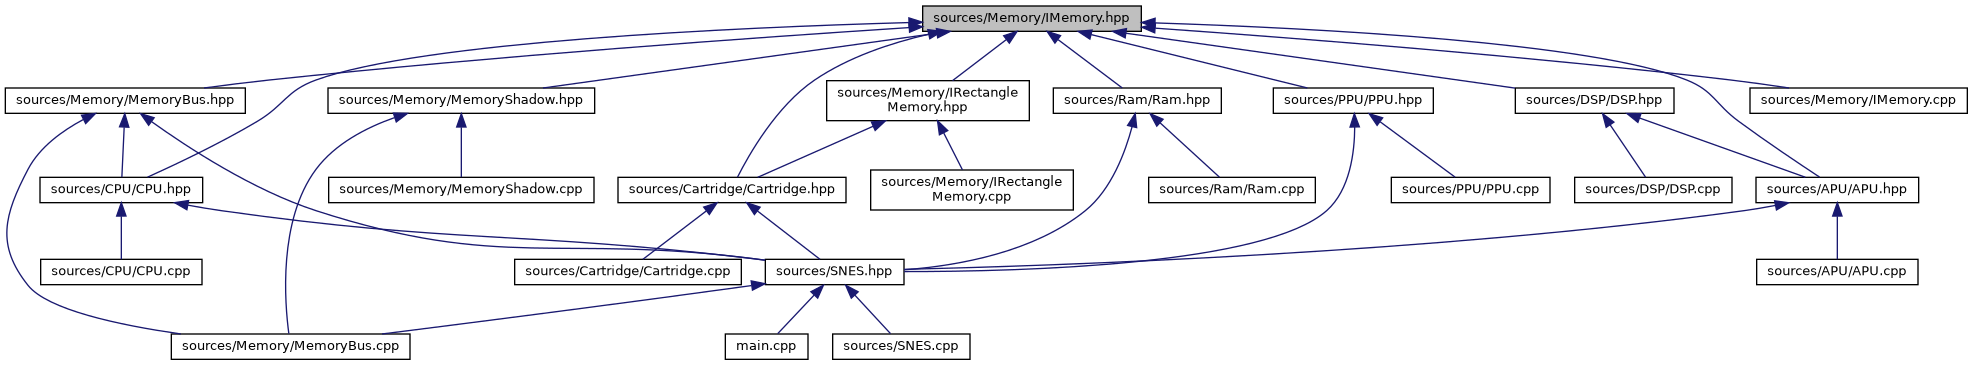 sources/Memory/IMemory.hpp
sources/Memory/MemoryBus.hpp
sources/Memory/MemoryShadow.hpp
sources/Memory/IRectangle
Memory.hpp
sources/Ram/Ram.hpp
sources/PPU/PPU.hpp
sources/DSP/DSP.hpp
sources/Memory/IMemory.cpp
sources/CPU/CPU.hpp
sources/Memory/MemoryShadow.cpp
sources/Cartridge/Cartridge.hpp
sources/Memory/IRectangle
Memory.cpp
sources/Ram/Ram.cpp
sources/PPU/PPU.cpp
sources/DSP/DSP.cpp
sources/APU/APU.hpp
sources/CPU/CPU.cpp
sources/Cartridge/Cartridge.cpp
sources/SNES.hpp
sources/APU/APU.cpp
sources/Memory/MemoryBus.cpp
main.cpp
sources/SNES.cpp